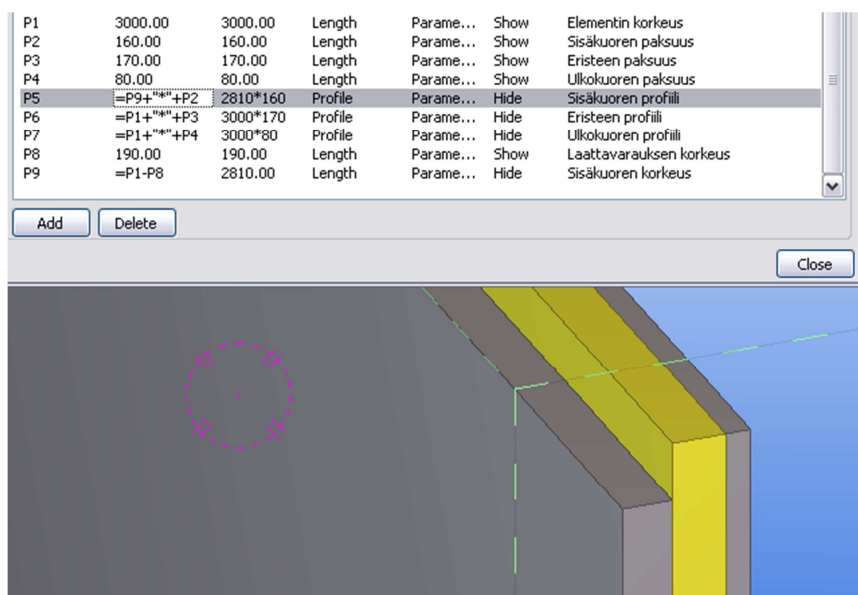 P1 3000.00 3000.00 Length Parame... Show Elementin korkeus
P2 160.00 160.00 Length Parame... Show Sisäkuoren paksuus
P3 170.00 170.00 Length Parame... Show Eristeen paksuus
P4 80.00 80.00 Length Parame... Show Ulkokuoren paksuus
P5 =P9+"*"+P2 2810*160 Profile Parame... Hide Sisäkuoren profiili
P6 =P1+"*"+P3 3000*170 Profile Parame... Hide Eristeen profiili
P7 =P1+"*"+P4 3000*80 Profile Parame... Hide Ulkokuoren profiili
P8 190.00 190.00 Length Parame... Show Laattavarauksen korkeus
P9 =P1-P8 2810.00 Length Parame... Hide Sisäkuoren korkeus
Add Delete
Close